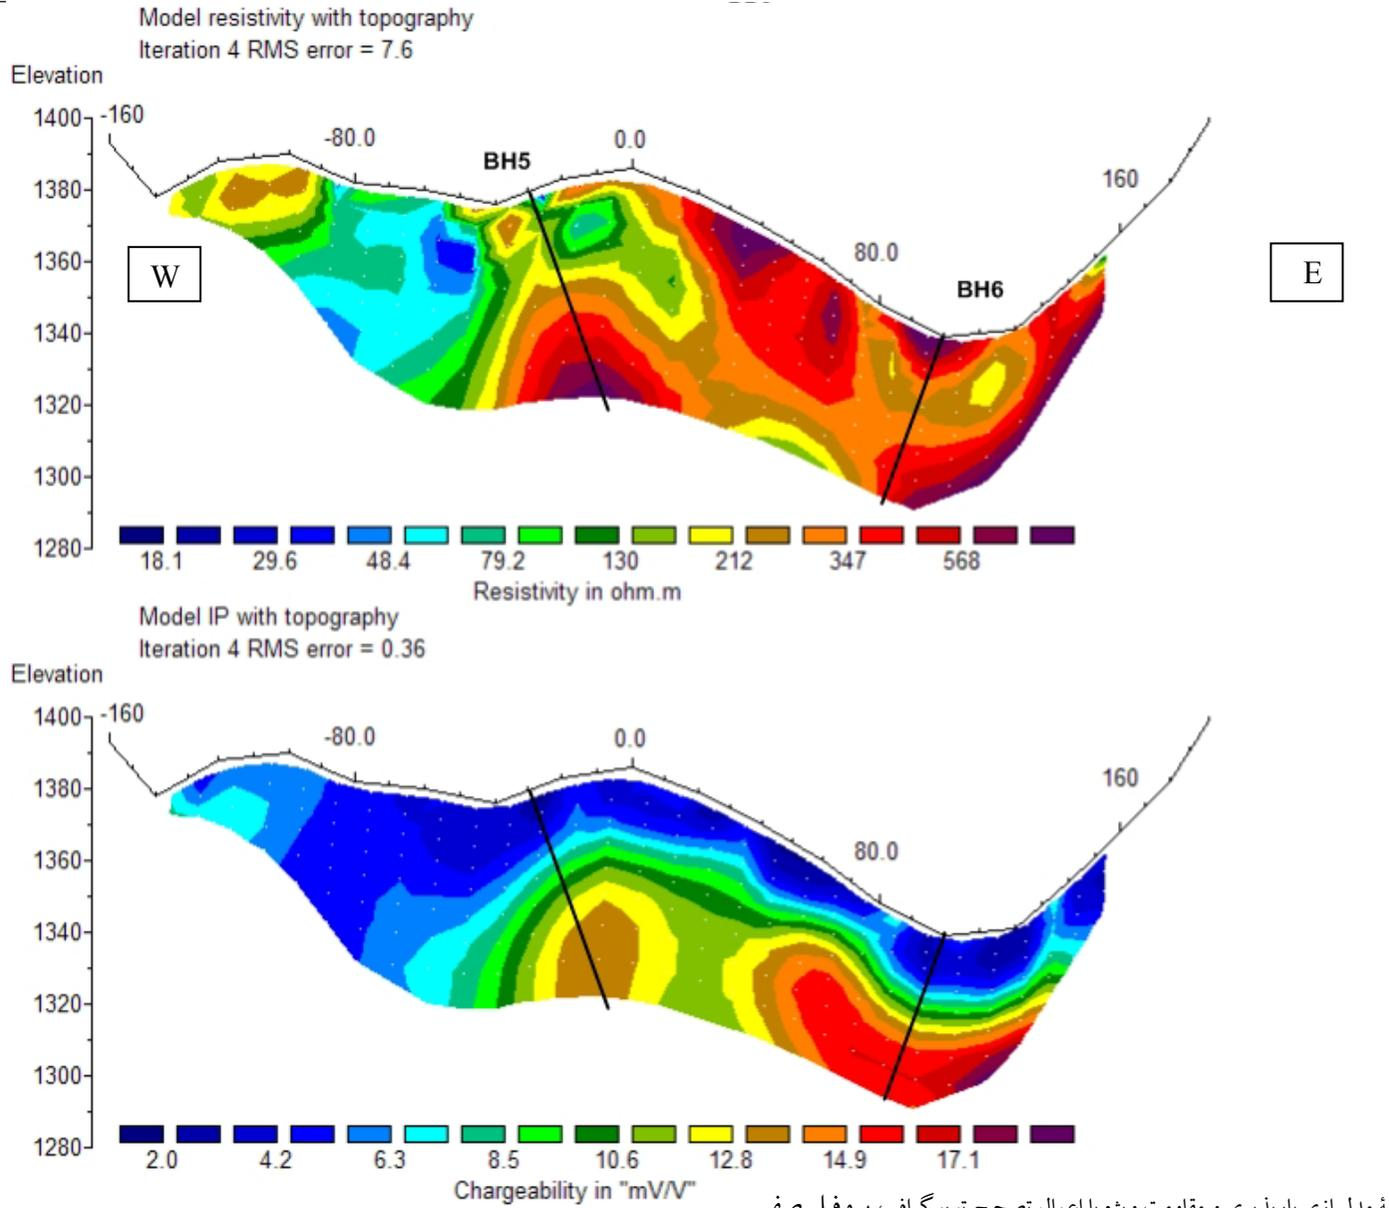 Model resistivity with topography
Iteration 4 RMS error = 7.6
Elevation
1400 -160
-80.0 0.0
BH5
1380 160
1360 W 80.0 E
BH6
1340
1320
1300
1280
18.1 29.6 48.4 79.2 130 212 347 568
Resistivity in ohm.m
Model IP with topography
Iteration 4 RMS error = 0.36
Elevation
1400 -160
-80.0 0.0
1380 160
1360 80.0
1340
1320
1300
1280
2.0 4.2 6.3 8.5 10.6 12.8 14.9 17.1
Chargeability in "mV/V"